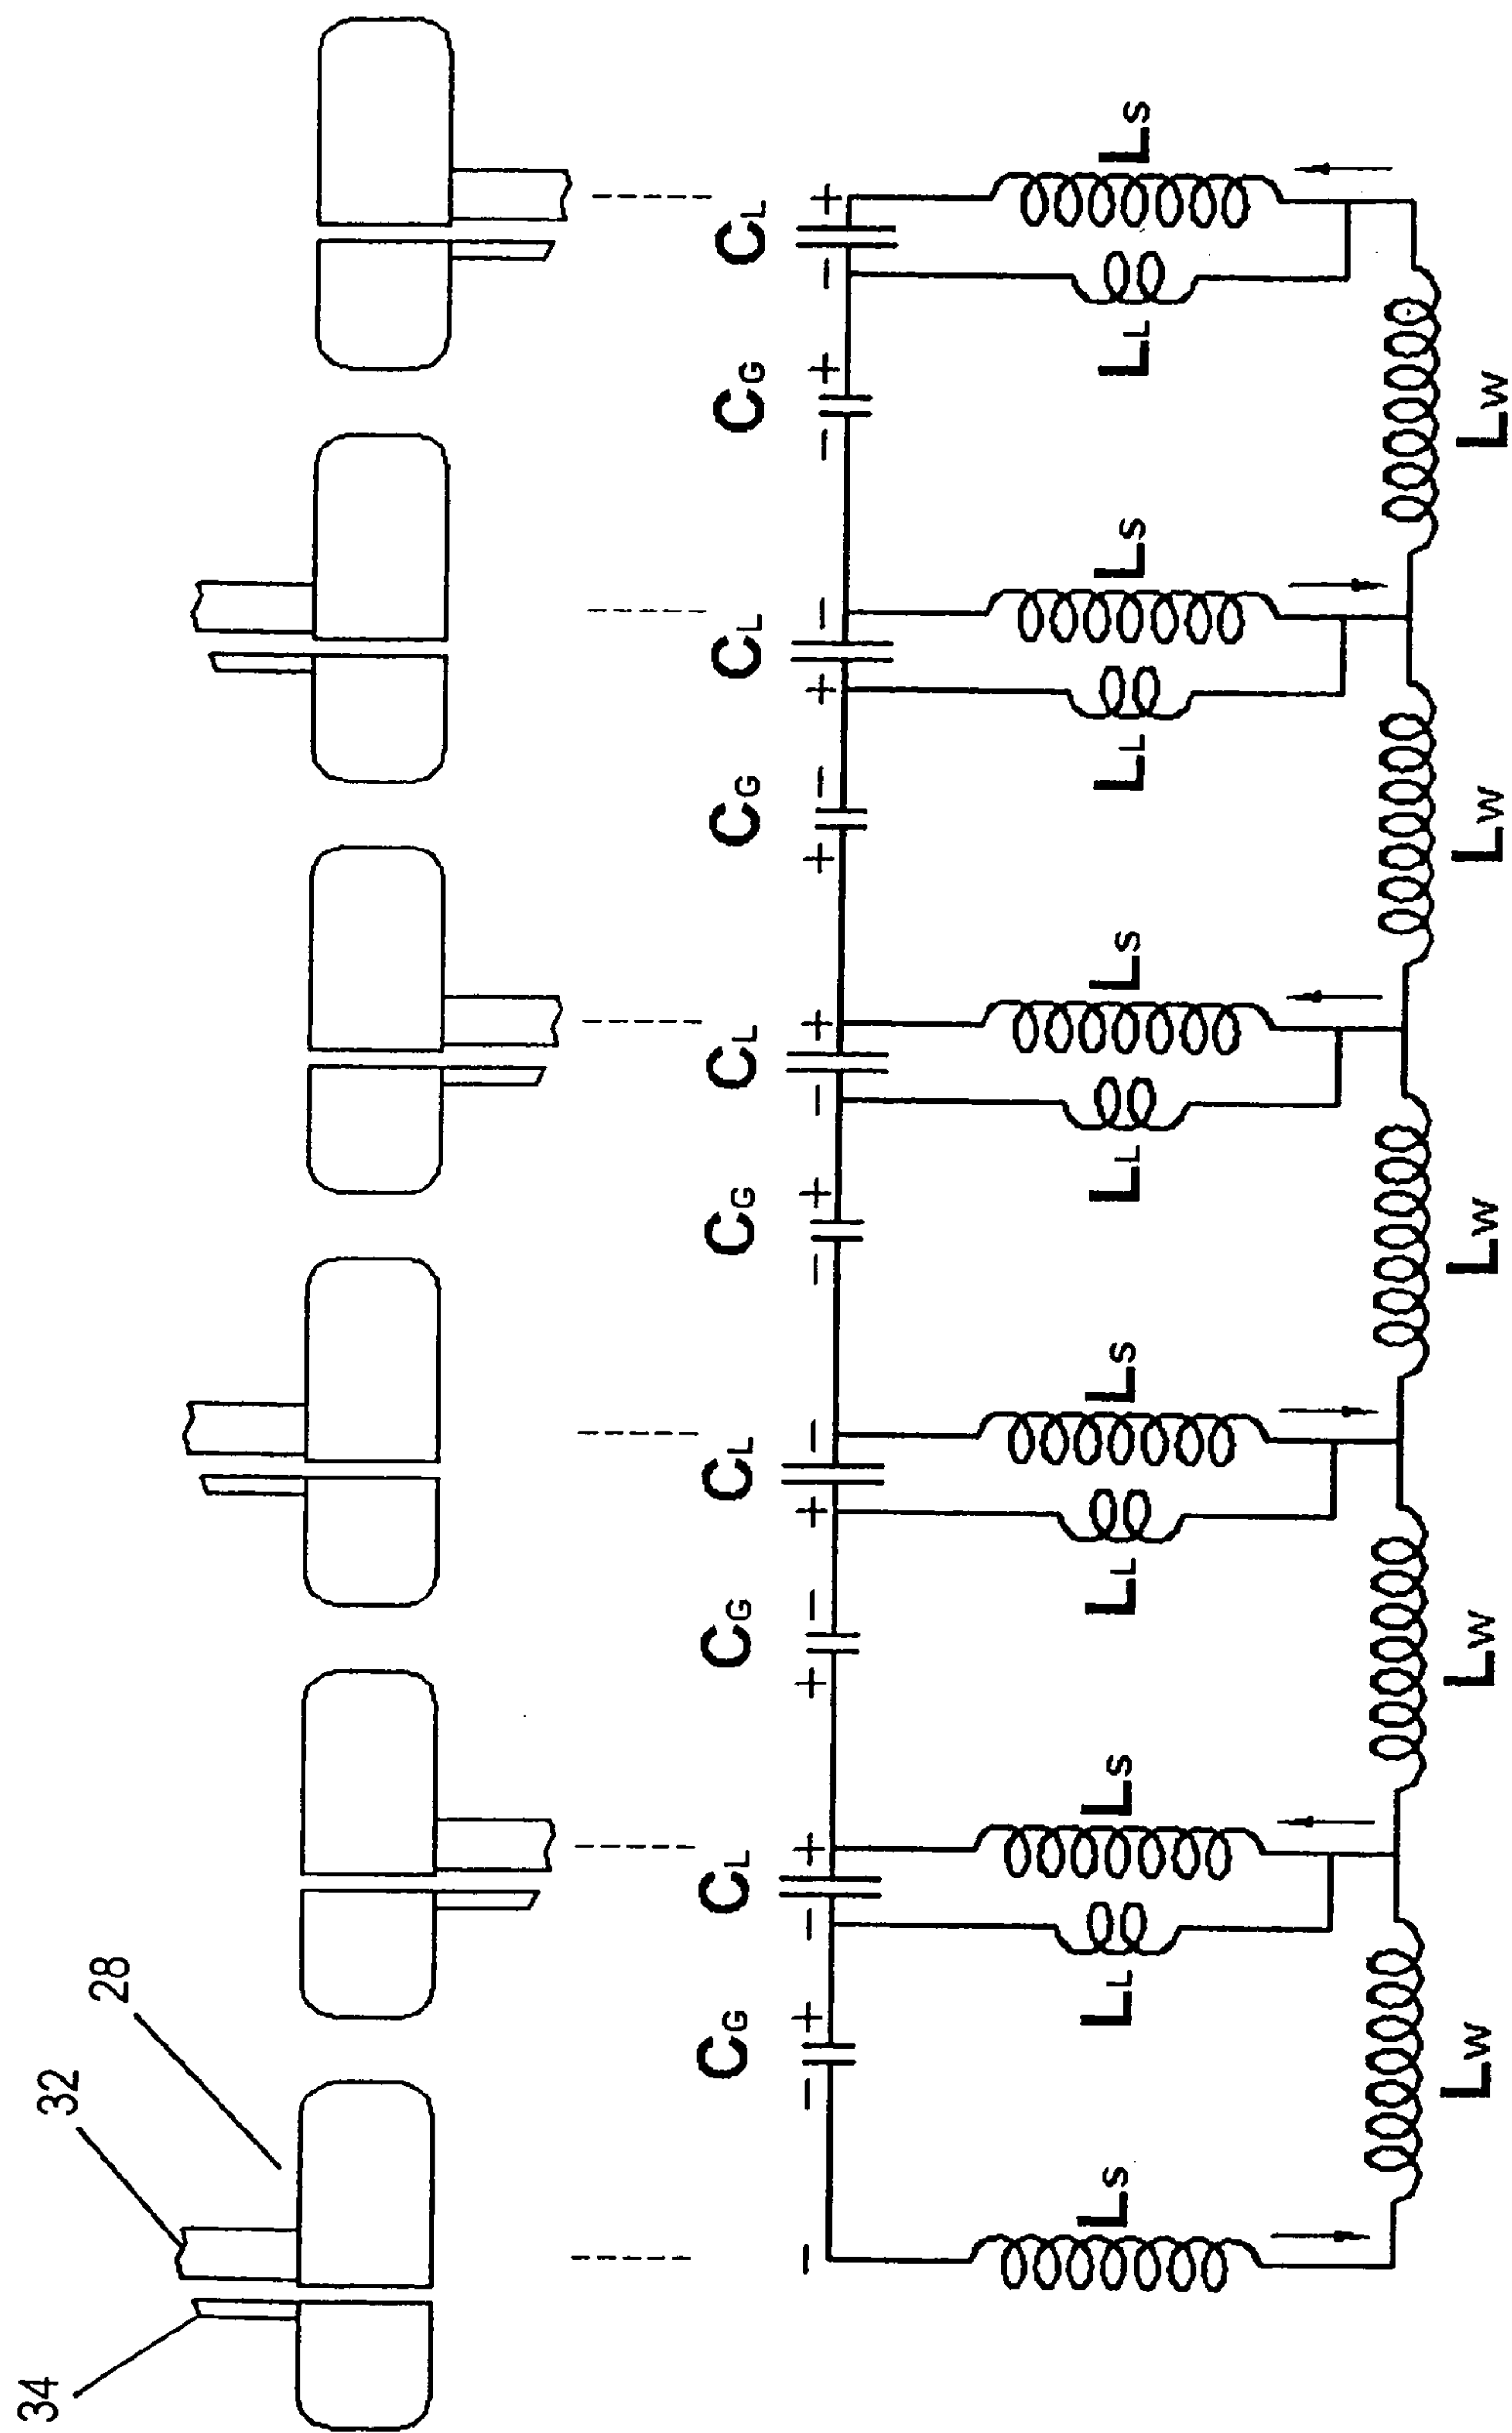 34
32
28
CG CL CG CL CG CL CG CL CG CL
− − + − + + − + − − + − + + − + − − + − +
LS LL LS LL LS LL LS LL LS LL LS
LW LW LW LW LW